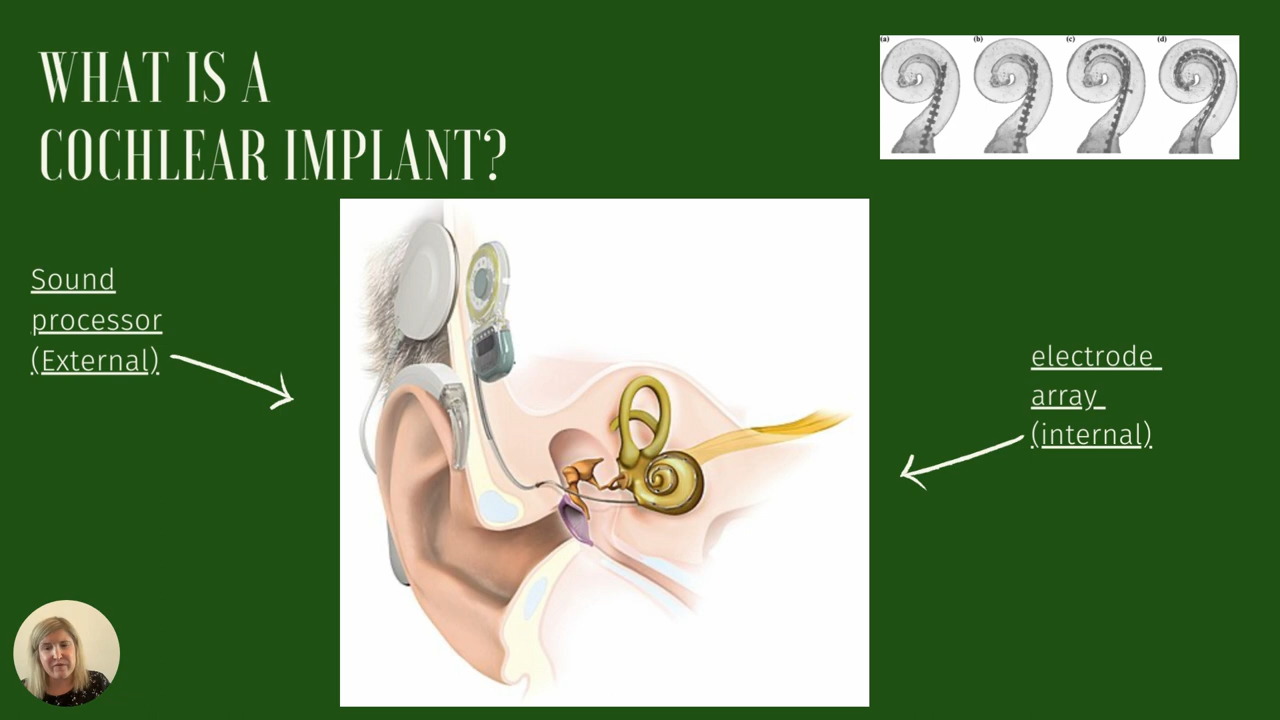 WHAT IS A
COCHLEAR IMPLANT?
(a) (b) (c) (d)
Sound
processor
(External)
electrode
array
(internal)